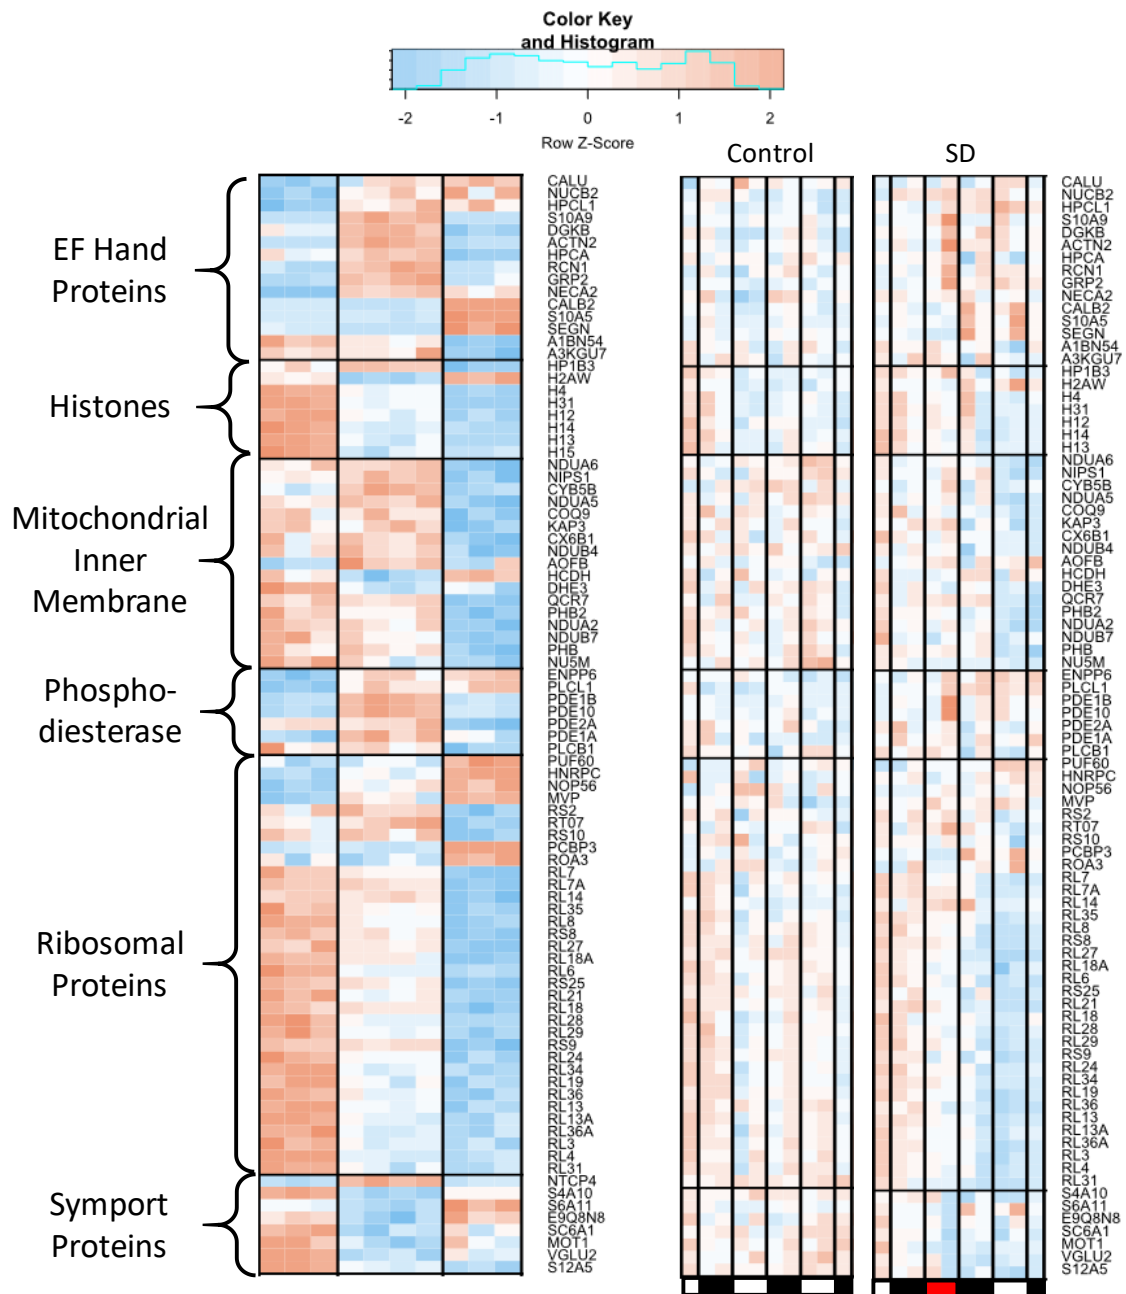 Color Key
and Histogram
-2 -1 0 1 2
Row Z-Score
Control SD
EF Hand
Proteins
Histones
Mitochondrial
Inner
Membrane
Phospho-
diesterase
Ribosomal
Proteins
Symport
Proteins
CALU
NUCB2
HPCL1
S10A9
DGKB
ACTN2
HPCA
RCN1
GRP2
NECA2
CALB2
S10A5
SEGN
A1BN54
A3KGU7
HP1B3
H2AW
H4
H31
H12
H14
H13
H15
NDUA6
NIPS1
CYB5B
NDUA5
COQ9
KAP3
CX6B1
NDUB4
AOFB
HCDH
DHE3
QCR7
PHB2
NDUA2
NDUB7
PHB
NU5M
ENPP6
PLCL1
PDE1B
PDE10
PDE2A
PDE1A
PLCB1
PUF60
HNRPC
NOP56
MVP
RS2
RT07
RS10
PCBP3
ROA3
RL7
RL7A
RL14
RL35
RL8
RS8
RL27
RL18A
RL6
RS25
RL21
RL18
RL28
RL29
RS9
RL24
RL34
RL19
RL36
RL13
RL13A
RL36A
RL3
RL4
RL31
NTCP4
S4A10
S6A11
E9Q8N8
SC6A1
MOT1
VGLU2
S12A5
CALU
NUCB2
HPCL1
S10A9
DGKB
ACTN2
HPCA
RCN1
GRP2
NECA2
CALB2
S10A5
SEGN
A1BN54
A3KGU7
HP1B3
H2AW
H4
H31
H12
H14
H13
NDUA6
NIPS1
CYB5B
NDUA5
COQ9
KAP3
CX6B1
NDUB4
AOFB
HCDH
DHE3
QCR7
PHB2
NDUA2
NDUB7
PHB
NU5M
ENPP6
PLCL1
PDE1B
PDE10
PDE2A
PDE1A
PLCB1
PUF60
HNRPC
NOP56
MVP
RS2
RT07
RS10
PCBP3
ROA3
RL7
RL7A
RL14
RL35
RL8
RS8
RL27
RL18A
RL6
RS25
RL21
RL18
RL28
RL29
RS9
RL24
RL34
RL19
RL36
RL13
RL13A
RL36A
RL3
RL4
RL31
S4A10
S6A11
E9Q8N8
SC6A1
MOT1
VGLU2
S12A5